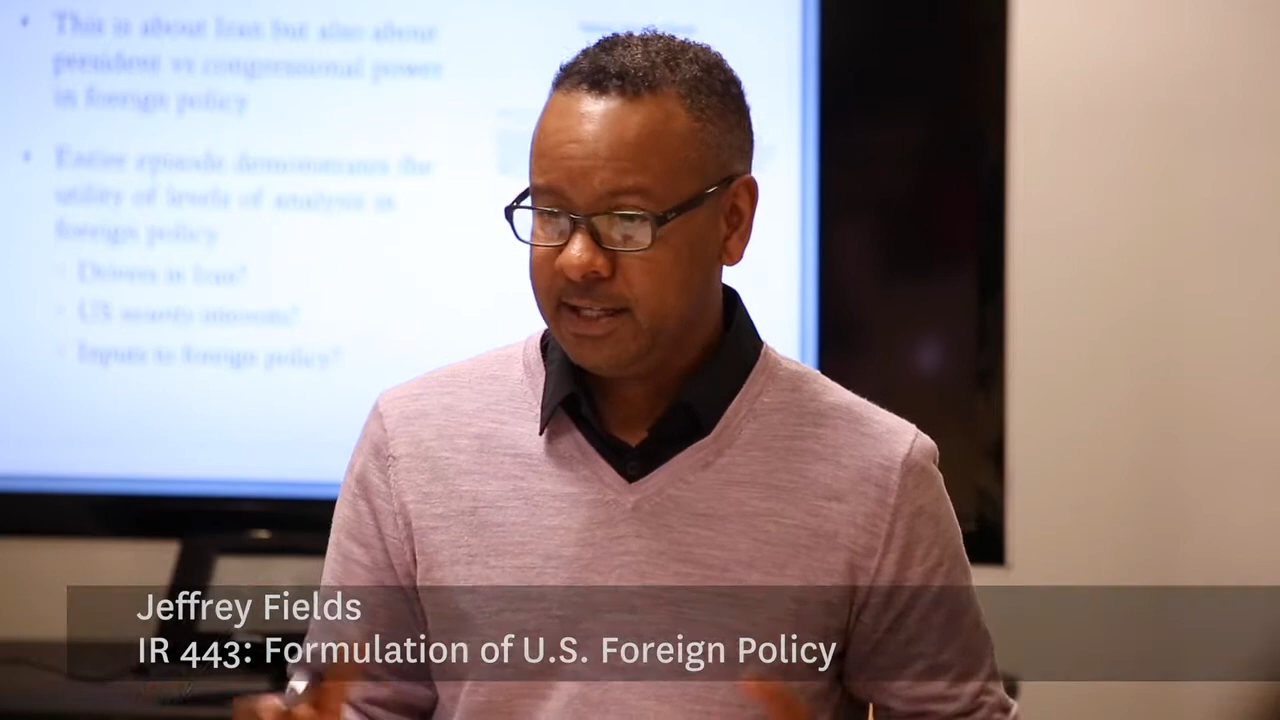 • This is about Iran but also about
president vs congressional power
in foreign policy
• Entire episode demonstrates the
utility of levels of analysis in
foreign policy
Drivers in Iran?
US security interests?
Inputs to foreign policy?
Jeffrey Fields
IR 443: Formulation of U.S. Foreign Policy